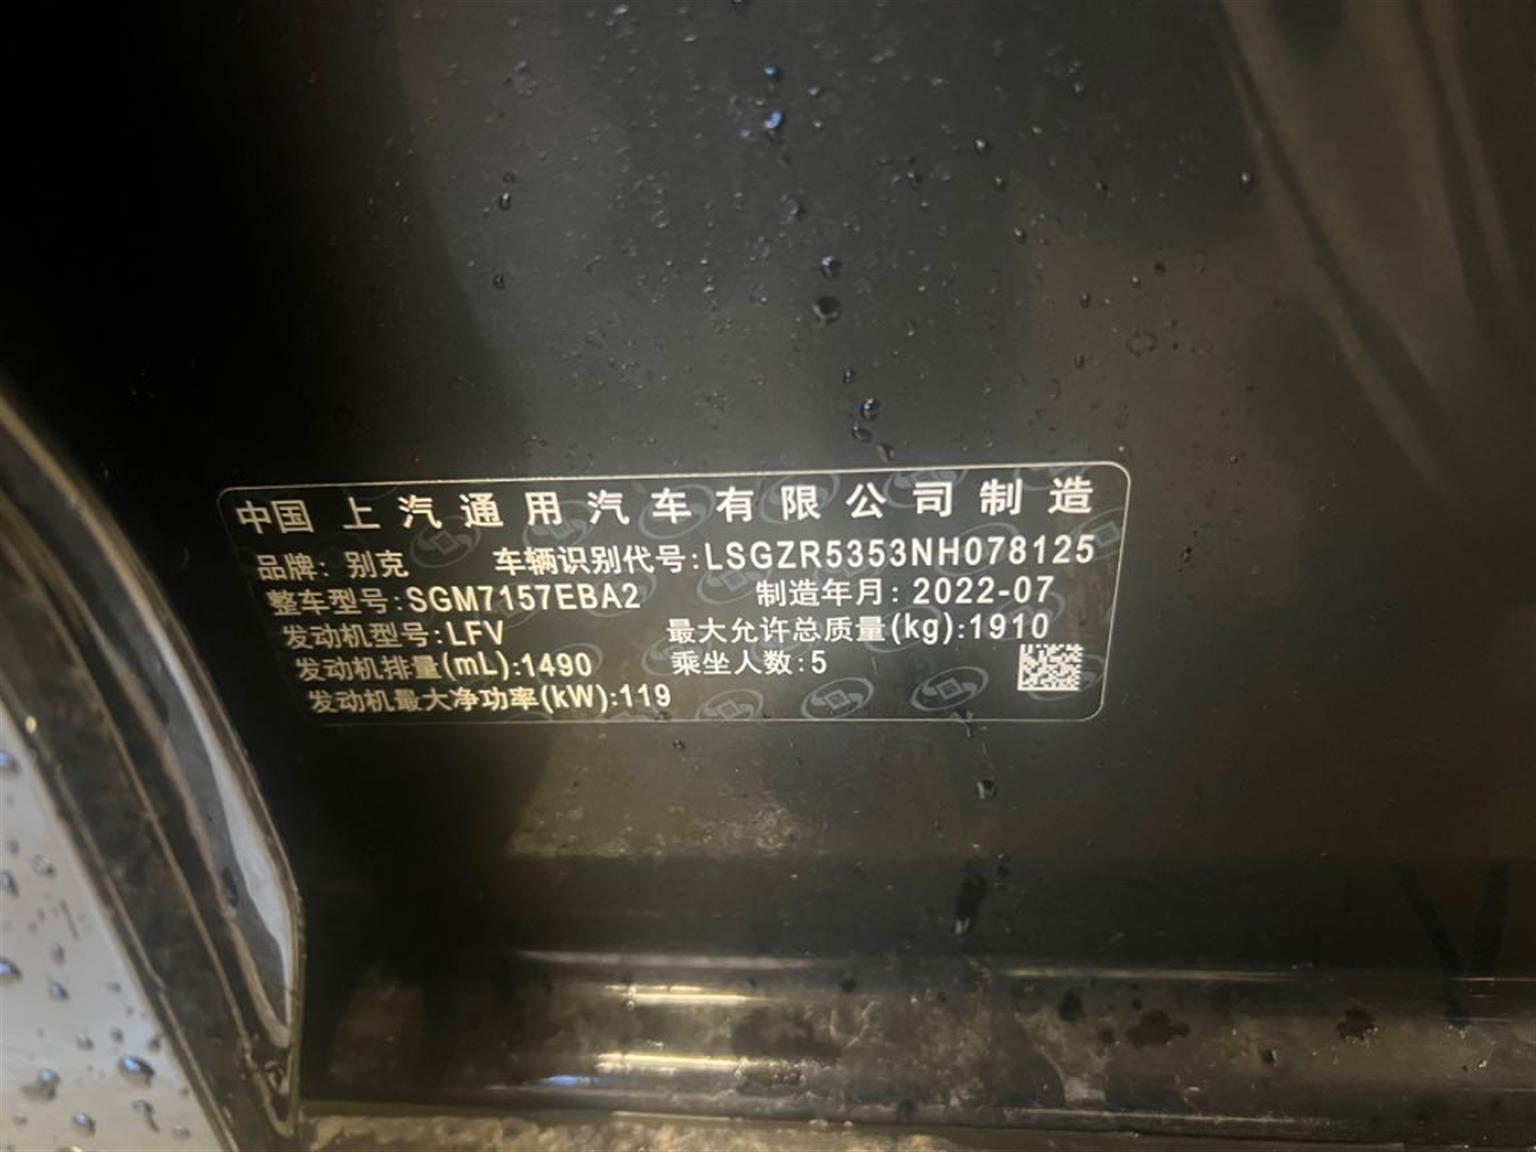 中国上汽通用汽车有限公司制造
品牌: 别克 车辆识别代号:LSGZR5353NH078125
整车型号:SGM7157EBA2 制造年月: 2022-07
发动机型号:LFV 最大允许总质量(kg):1910
发动机排量(mL):1490 乘坐人数:5
发动机最大净功率(kW):119